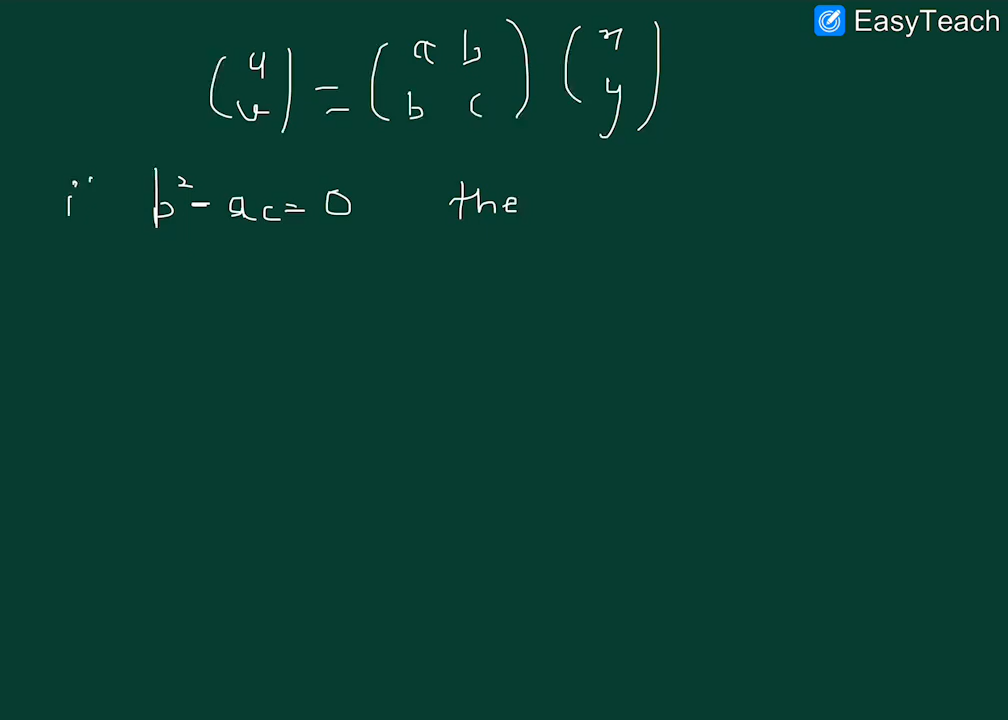 EasyTeach
(u v) = (a b b c) (x y)
i" b² - ac = 0 the